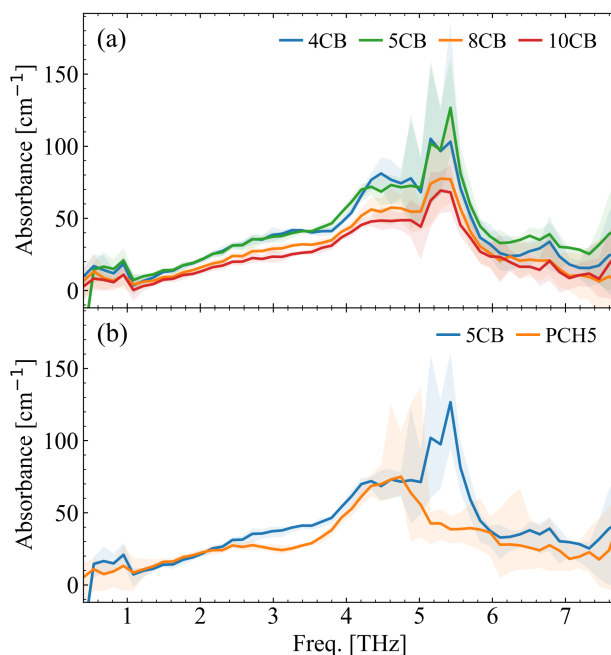 (a)
4CB 5CB 8CB 10CB
150
100
50
0
Absorbance [cm⁻¹]
(b)
5CB PCH5
150
100
50
0
Absorbance [cm⁻¹]
1 2 3 4 5 6 7
Freq. [THz]